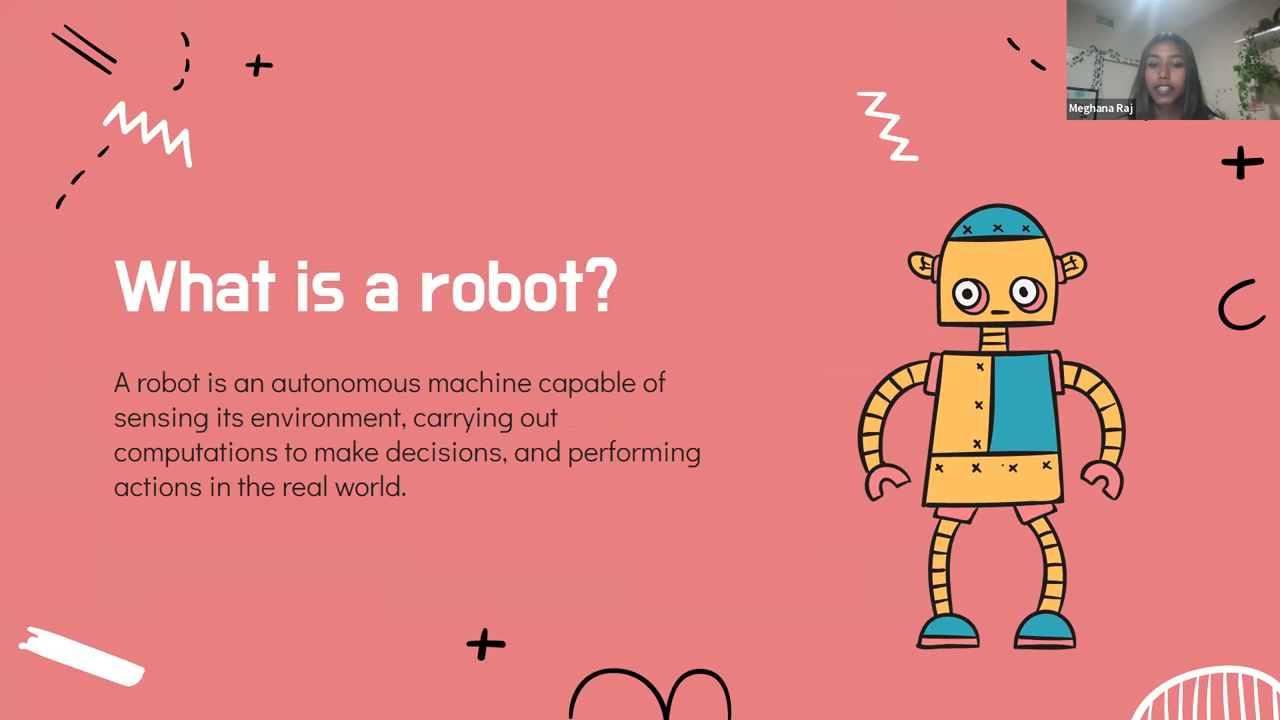 Meghana Raj
What is a robot?
A robot is an autonomous machine capable of
sensing its environment, carrying out
computations to make decisions, and performing
actions in the real world.